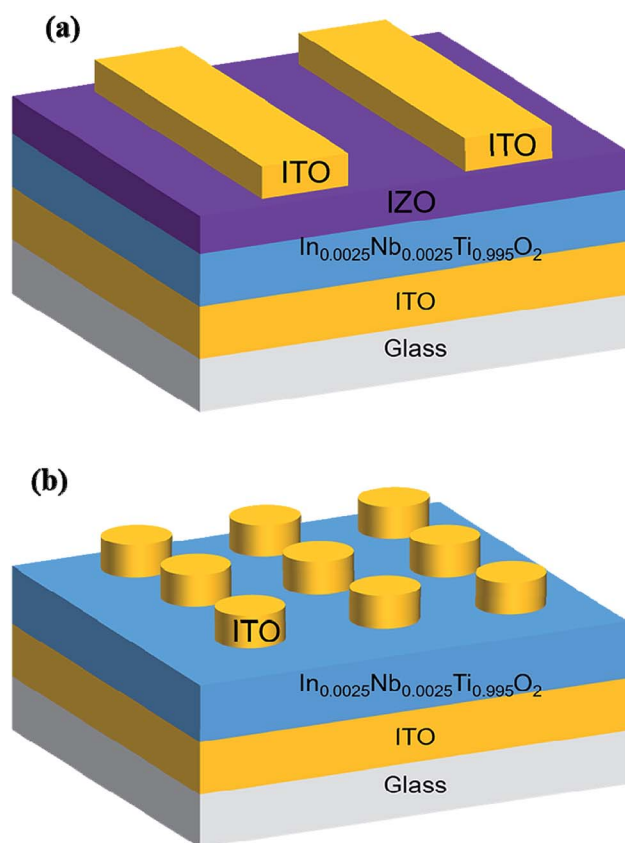 (a)
ITO ITO
IZO
In₀.₀₀₂₅Nb₀.₀₀₂₅Ti₀.₉₉₅O₂
ITO
Glass
(b)
ITO
In₀.₀₀₂₅Nb₀.₀₀₂₅Ti₀.₉₉₅O₂
ITO
Glass